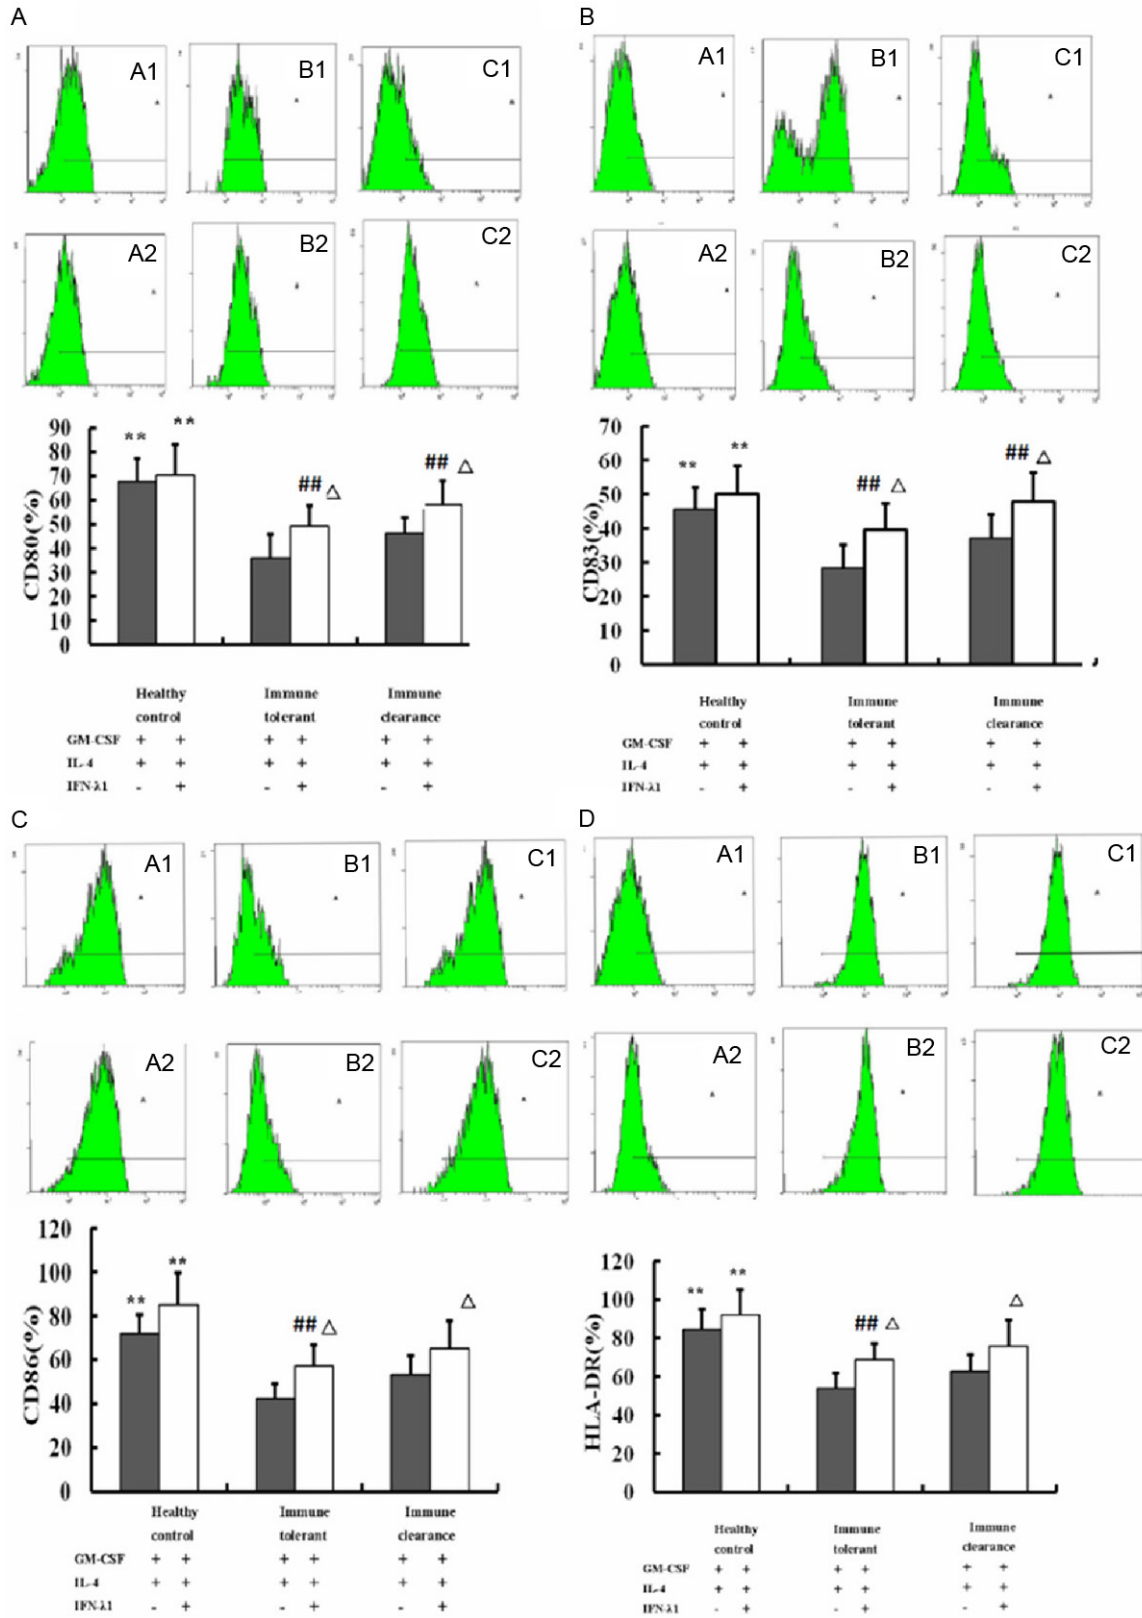 A
A1
B1
C1
A2
B2
C2
CD80(%)
90
80
70
60
50
40
30
20
10
0
** ** ## △ ## △
Healthy control
Immune tolerant
Immune clearance
GM-CSF + + + + + +
IL-4 + + + + + +
IFN-λ1 - + - + - +
B
A1
B1
C1
A2
B2
C2
CD83(%)
70
60
50
40
30
20
10
0
** ** ## △ ## △
Healthy control
Immune tolerant
Immune clearance
GM-CSF + + + + + +
IL-4 + + + + + +
IFN-λ1 - + - + - +
C
A1
B1
C1
A2
B2
C2
CD86(%)
120
100
80
60
40
20
0
** ** ## △ △
Healthy control
Immune tolerant
Immune clearance
GM-CSF + + + + + +
IL-4 + + + + + +
IFN-λ1 - + - + - +
D
A1
B1
C1
A2
B2
C2
HLA-DR(%)
120
100
80
60
40
20
0
** ** ## △ △
Healthy control
Immune tolerant
Immune clearance
GM-CSF + + + + + +
IL-4 + + + + + +
IFN-λ1 - + - + - +